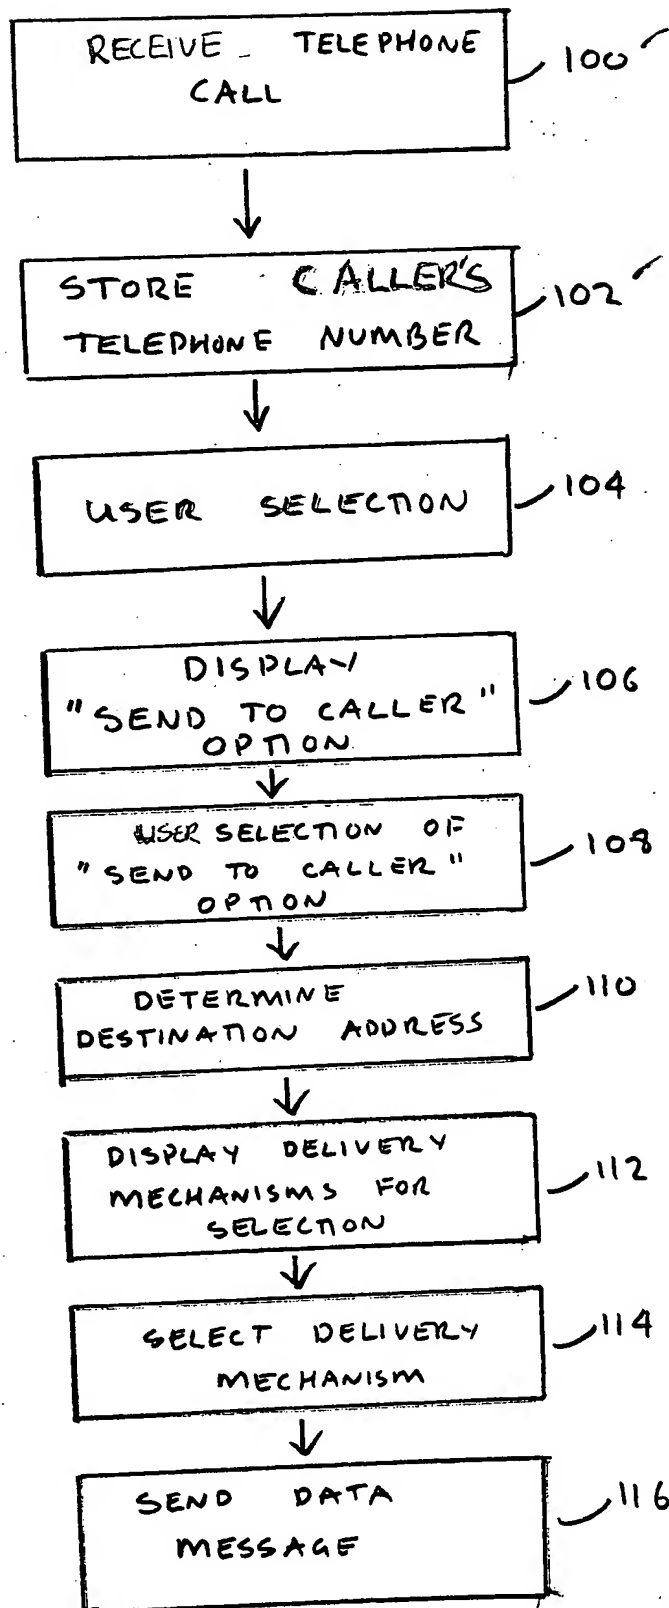 RECEIVE TELEPHONE
CALL
100
STORE CALLER'S
TELEPHONE NUMBER
102
USER SELECTION
104
DISPLAY
"SEND TO CALLER"
OPTION
106
USER SELECTION OF
"SEND TO CALLER"
OPTION
108
DETERMINE
DESTINATION ADDRESS
110
DISPLAY DELIVERY
MECHANISMS FOR
SELECTION
112
SELECT DELIVERY
MECHANISM
114
SEND DATA
MESSAGE
116